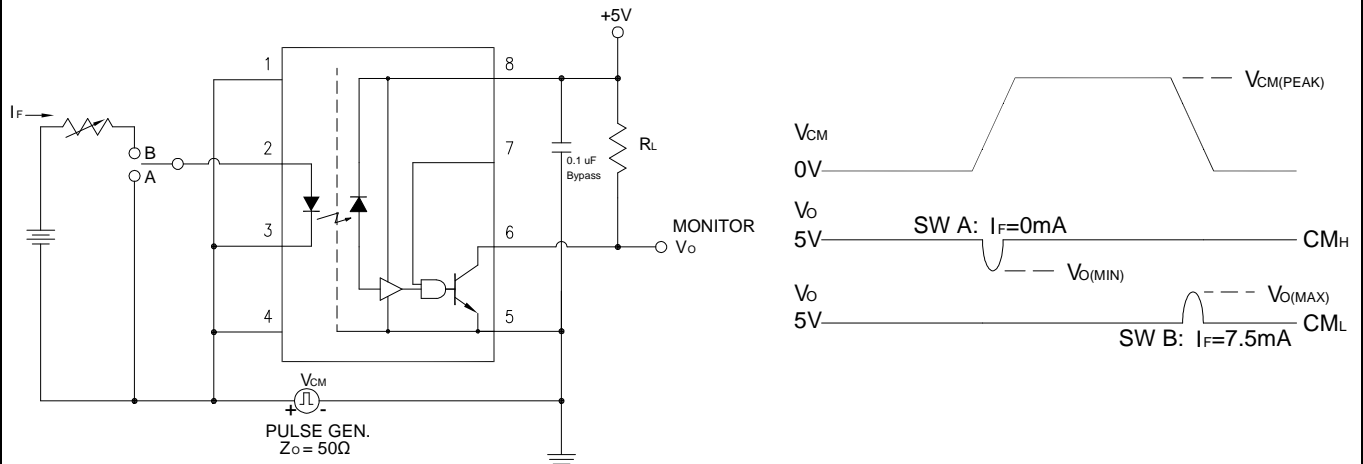 +5V
1
8
IF
B
2
7
RL
0.1 uF
Bypass
A
3
6
MONITOR
VO
4
5
VCM
+ -
PULSE GEN.
ZO = 50Ω
VCM(PEAK)
VCM
0V
VO
5V
SW A: IF=0mA
CMH
VO(MIN)
VO
5V
VO(MAX)
CML
SW B: IF=7.5mA